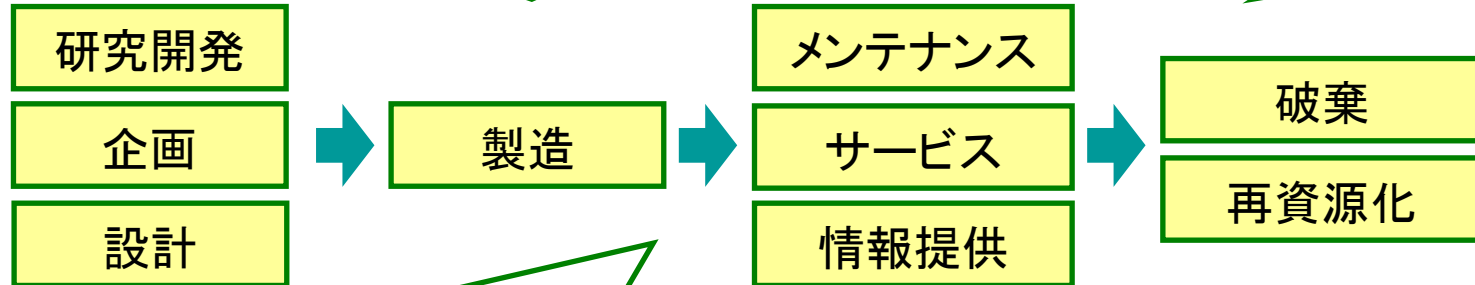 研究開発
企画
設計
製造
メンテナンス
サービス
情報提供
破棄
再資源化